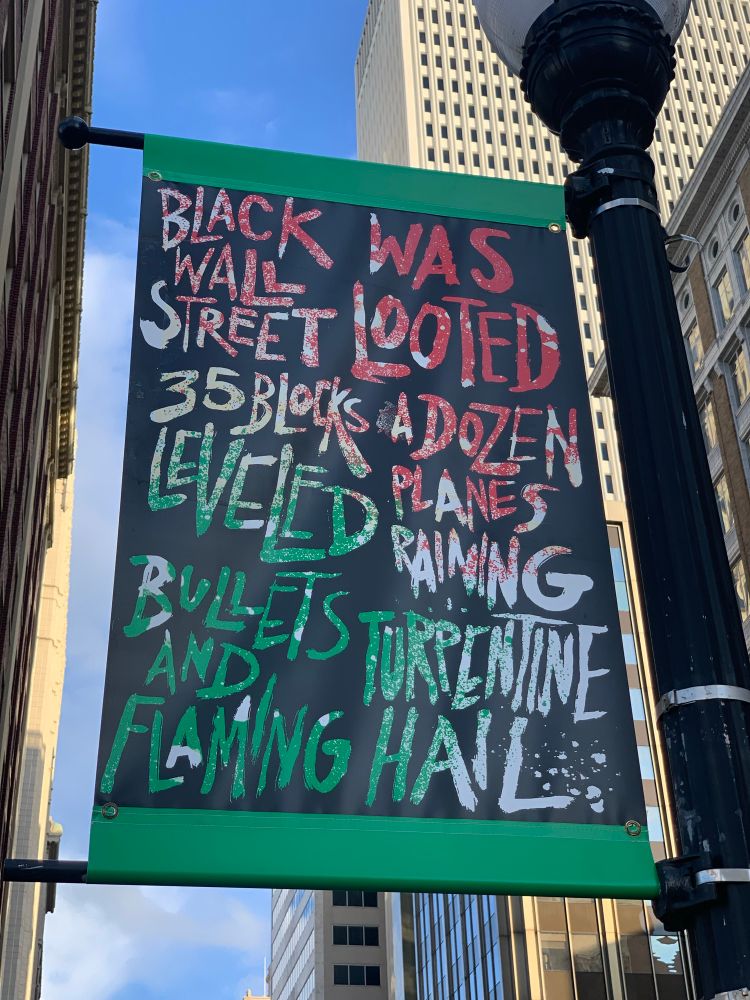 BLACK
WALL
STREET
WAS
LOOTED
35 BLOCKS
LEVELED
A DOZEN
PLANES
RAINING
BULLETS
AND
FLAMING
TURPENTINE
HAIL